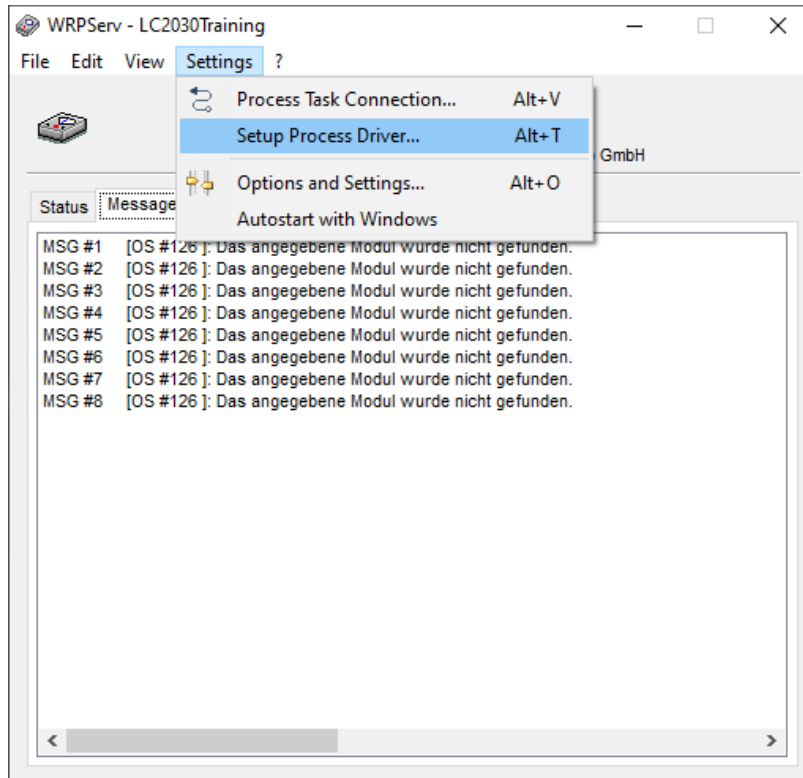 WRPServ - LC2030Training
File Edit View Settings ?
Process Task Connection... Alt+V
Setup Process Driver... Alt+T
GmbH
Options and Settings... Alt+O
Autostart with Windows
Status Message
MSG #1 [OS #126 ]: Das angegebene Modul wurde nicht gefunden.
MSG #2 [OS #126 ]: Das angegebene Modul wurde nicht gefunden.
MSG #3 [OS #126 ]: Das angegebene Modul wurde nicht gefunden.
MSG #4 [OS #126 ]: Das angegebene Modul wurde nicht gefunden.
MSG #5 [OS #126 ]: Das angegebene Modul wurde nicht gefunden.
MSG #6 [OS #126 ]: Das angegebene Modul wurde nicht gefunden.
MSG #7 [OS #126 ]: Das angegebene Modul wurde nicht gefunden.
MSG #8 [OS #126 ]: Das angegebene Modul wurde nicht gefunden.